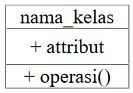 nama_kelas
+ attribut
+ operasi()